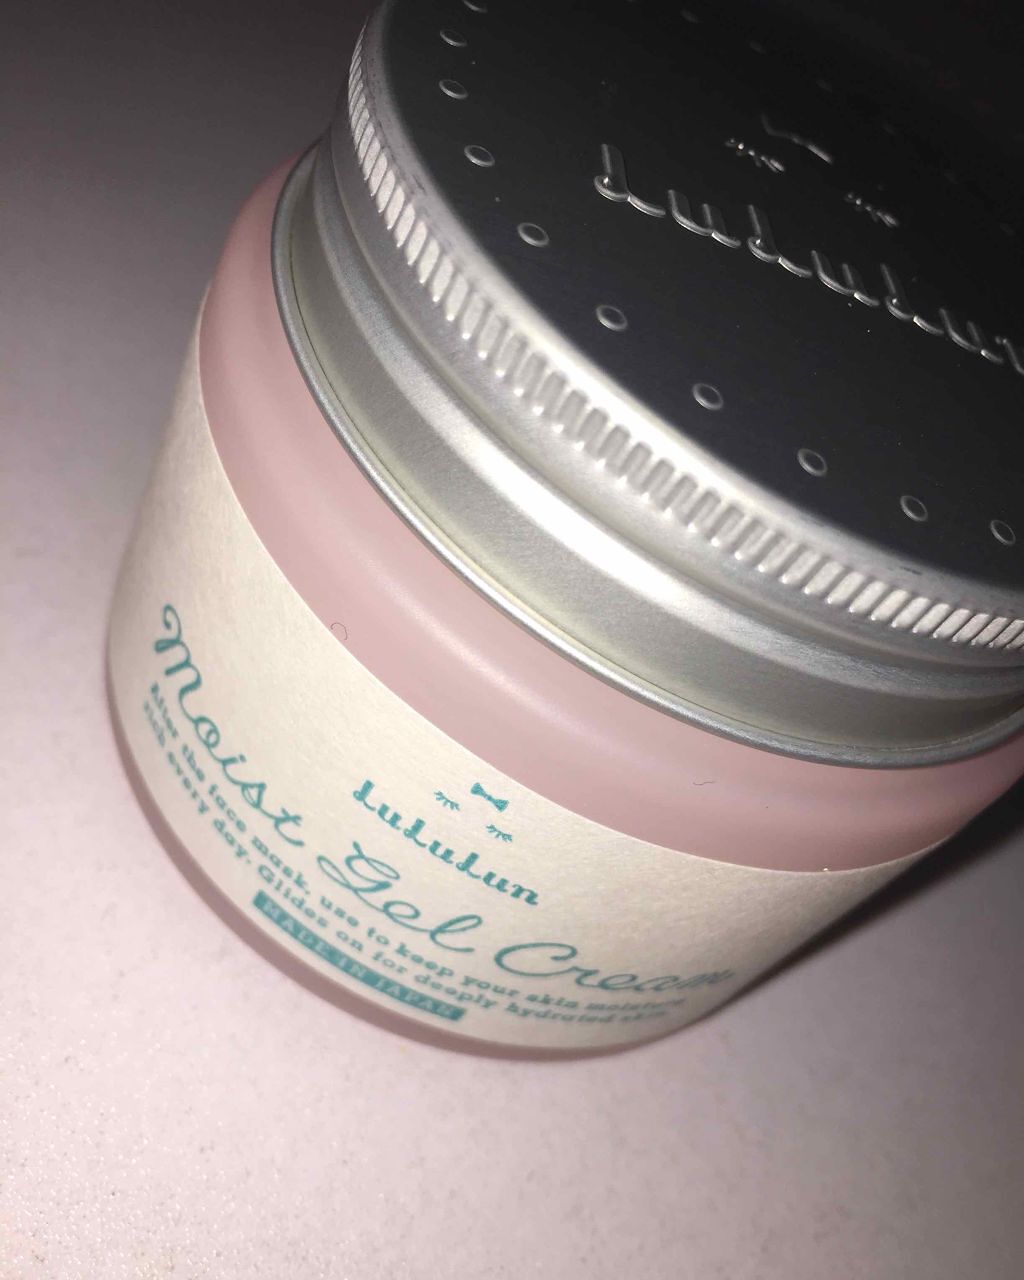 LuLuLun
LuLuLun
Moist Gel Cream
After the face mask, use to keep your skin moisture
rich every day. Glides on for deeply hydrated skin.
MADE IN JAPAN